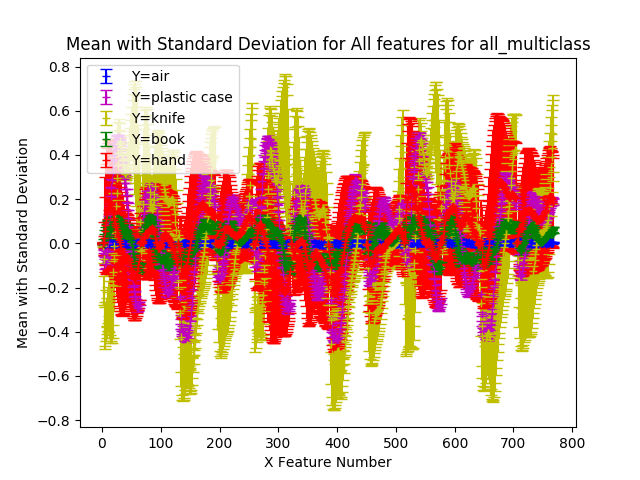 Mean with Standard Deviation for All features for all_multiclass
Y=air
Y=plastic case
Y=knife
Y=book
Y=hand
0.8
0.6
0.4
0.2
0.0
−0.2
−0.4
−0.6
−0.8
Mean with Standard Deviation
0 100 200 300 400 500 600 700 800
X Feature Number